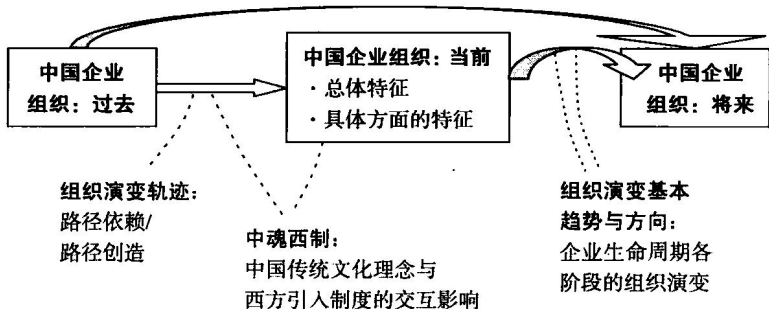 中国企业
组织：过去
中国企业组织：当前
·总体特征
·具体方面的特征
中国企业
组织：将来
组织演变轨迹：
路径依赖/
路径创造
中魂西制：
中国传统文化理念与
西方引入制度的交互影响
组织演变基本
趋势与方向：
企业生命周期各
阶段的组织演变